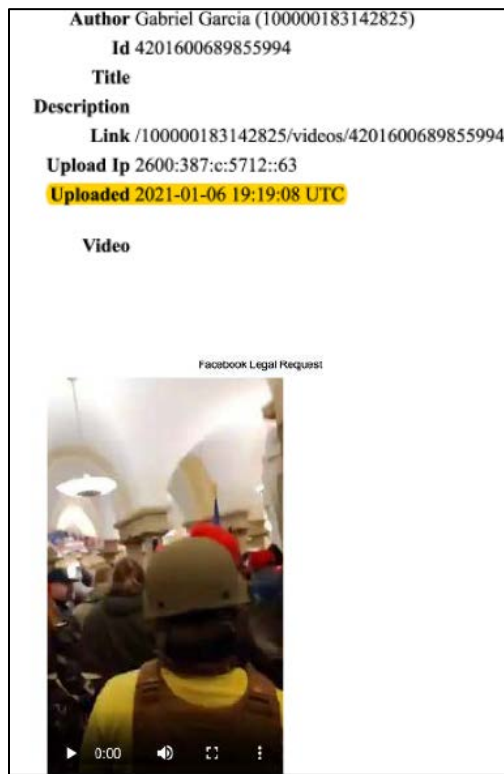 Author Gabriel Garcia (100000183142825)
Id 4201600689855994
Title
Description
Link /100000183142825/videos/4201600689855994
Upload Ip 2600:387:c:5712::63
Uploaded 2021-01-06 19:19:08 UTC
Video
Facebook Legal Request
0:00